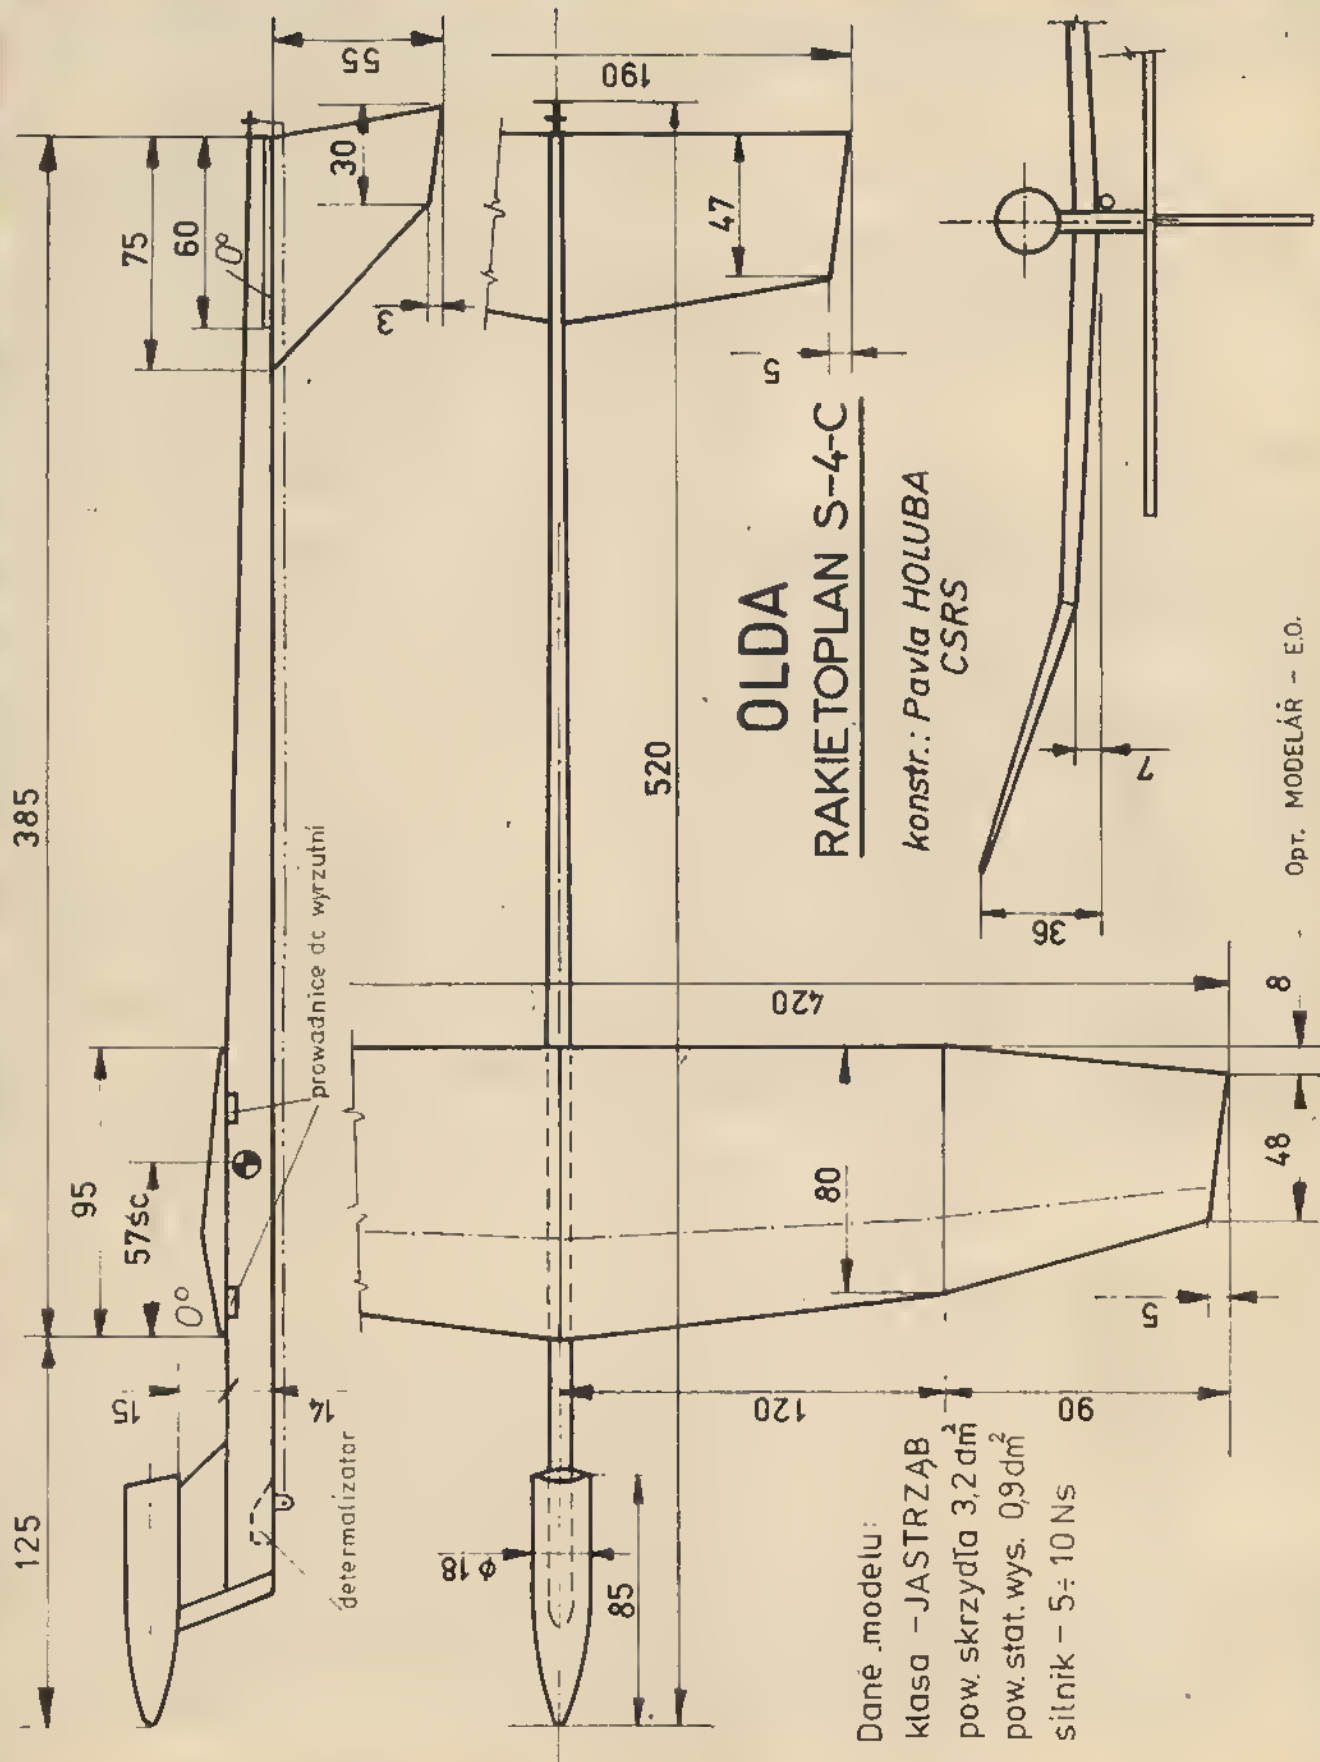 OLDA
RAKIETOPLAN S-4-C
konstr.: Pavla HOLUBA
CSRS
125
385
95
57śc
0°
15
14
prowadnice do wyrzutni
determalizator
75
60
0°
30
55
3
190
47
5
520
420
80
120
90
5
48
8
ø 18
85
36
7
Dane modelu:
klasa - JASTRZĄB
pow. skrzydła 3,2 dm²
pow. stat. wys. 0,9 dm²
silnik - 5÷10 Ns
Opr. MODELÁŘ - E.O.